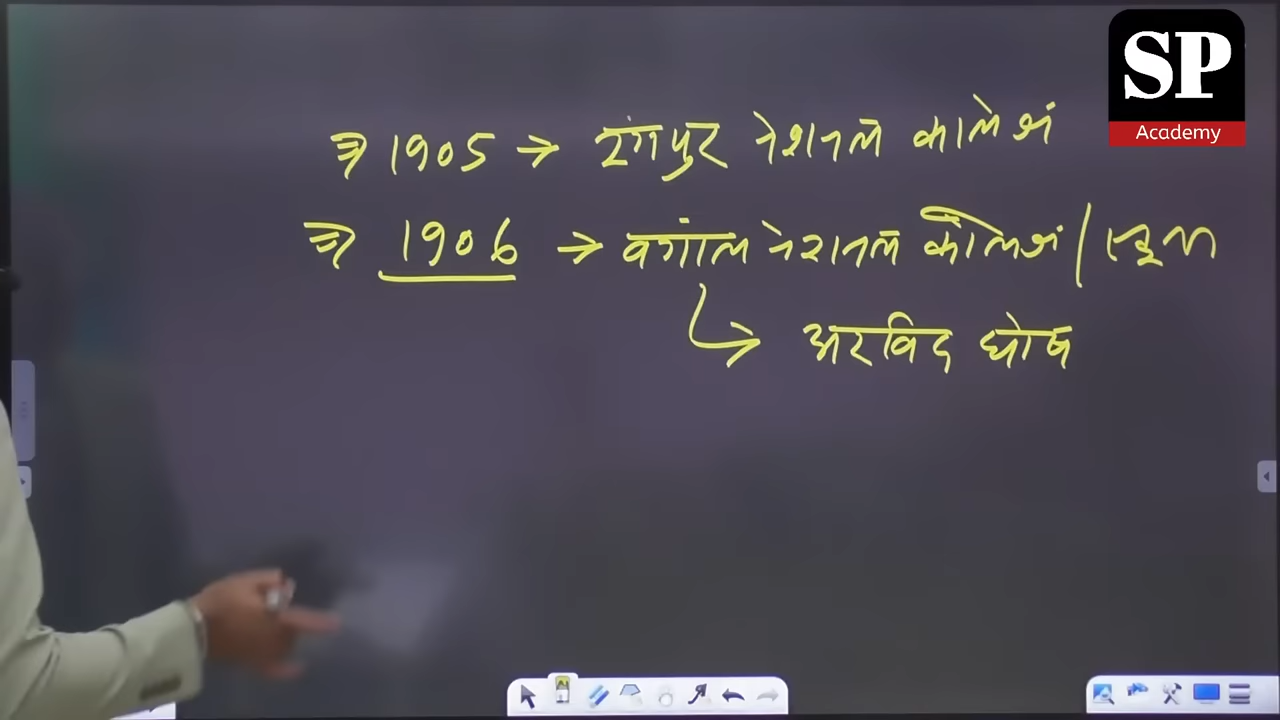 SP
Academy
⇒ 1905 → रंगपुर नेशनल कालेज
⇒ 1906 → बंगाल नेशनल कॉलेज / स्कूल
↳ अरविंद घोष